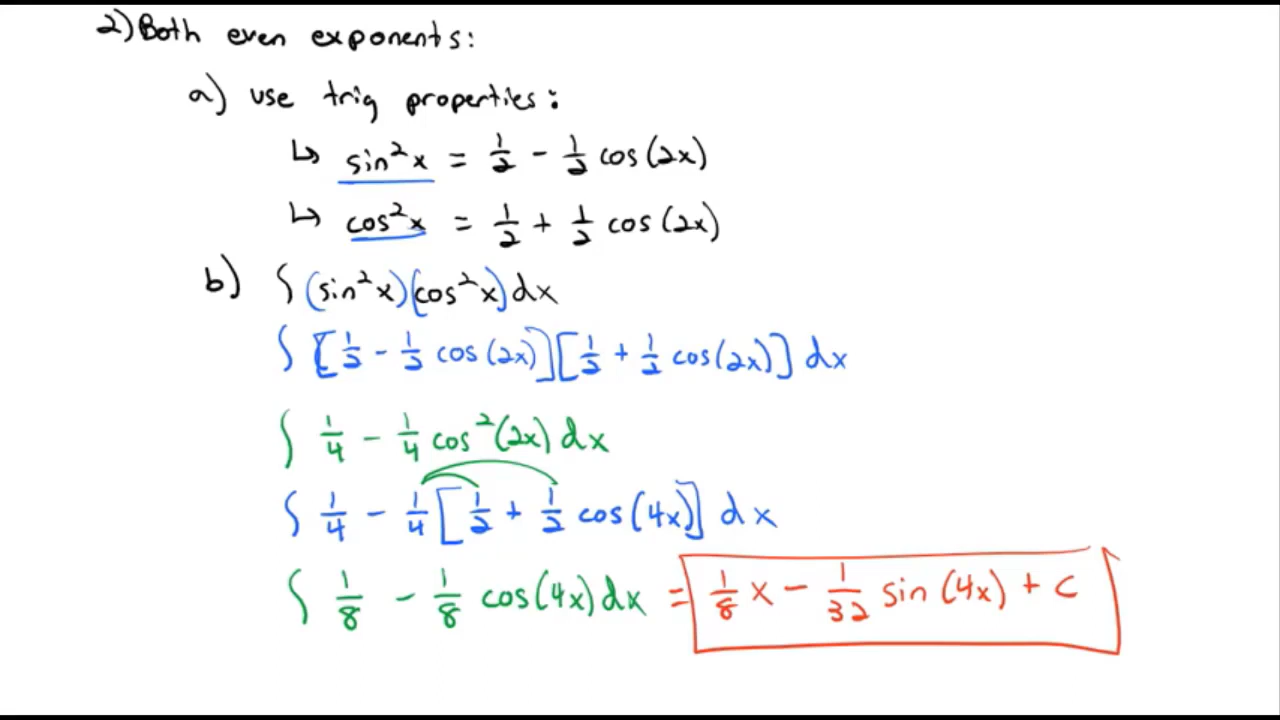 2) Both even exponents:
a) use trig properties:
↳ sin²x = 1/2 - 1/2 cos(2x)
↳ cos²x = 1/2 + 1/2 cos(2x)
b) ∫ (sin²x)(cos²x) dx
∫ [1/2 - 1/2 cos(2x)][1/2 + 1/2 cos(2x)] dx
∫ 1/4 - 1/4 cos²(2x) dx
∫ 1/4 - 1/4 [1/2 + 1/2 cos(4x)] dx
∫ 1/8 - 1/8 cos(4x) dx = 1/8 x - 1/32 sin(4x) + C